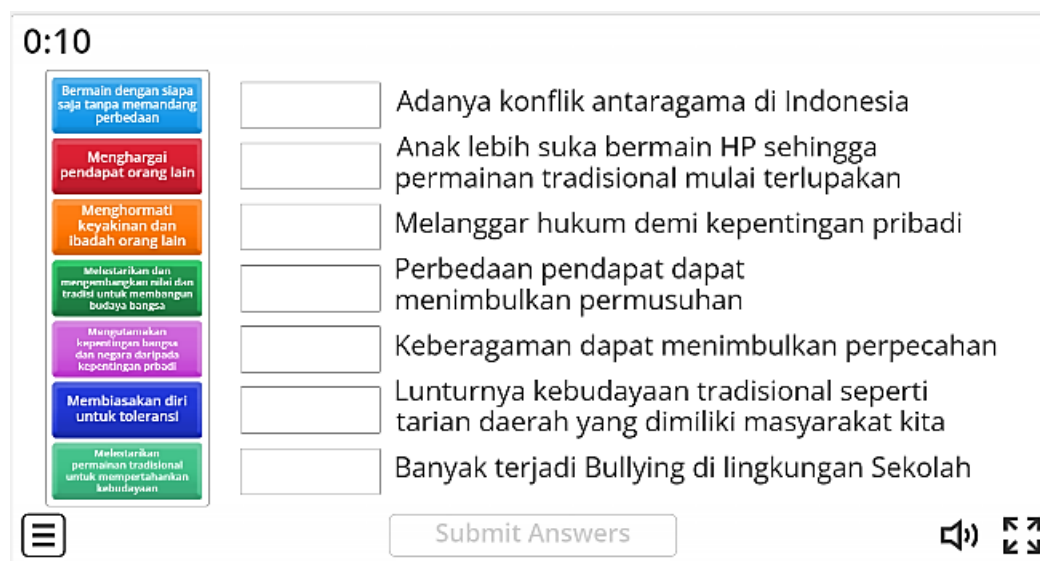 0:10
Bermain dengan siapa
saja tanpa memandang
perbedaan
Menghargai
pendapat orang lain
Menghormati
keyakinan dan
ibadah orang lain
Melestarikan dan
mengembangkan nilai dan
tradisi untuk membangun
budaya bangsa
Mengutamakan
kepentingan bangsa
dan negara daripada
kepentingan prbadi
Membiasakan diri
untuk toleransi
Melestarikan
permainan tradisional
untuk mempertahankan
kebudayaan
Adanya konflik antaragama di Indonesia
Anak lebih suka bermain HP sehingga
permainan tradisional mulai terlupakan
Melanggar hukum demi kepentingan pribadi
Perbedaan pendapat dapat
menimbulkan permusuhan
Keberagaman dapat menimbulkan perpecahan
Lunturnya kebudayaan tradisional seperti
tarian daerah yang dimiliki masyarakat kita
Banyak terjadi Bullying di lingkungan Sekolah
Submit Answers